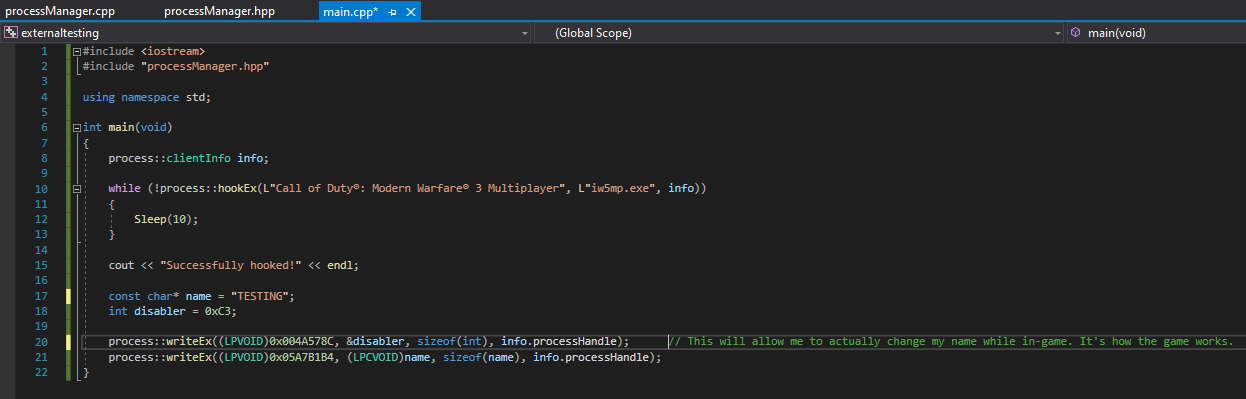 processManager.cpp processManager.hpp main.cpp*
externaltesting (Global Scope) main(void)
1 #include <iostream>
2 #include "processManager.hpp"
3
4 using namespace std;
5
6 int main(void)
7 {
8 process::clientInfo info;
9
10 while (!process::hookEx(L"Call of Duty®: Modern Warfare® 3 Multiplayer", L"iw5mp.exe", info))
11 {
12 Sleep(10);
13 }
14
15 cout << "Successfully hooked!" << endl;
16
17 const char* name = "TESTING";
18 int disabler = 0xC3;
19
20 process::writeEx((LPVOID)0x004A578C, &disabler, sizeof(int), info.processHandle); // This will allow me to actually change my name while in-game. It's how the game works.
21 process::writeEx((LPVOID)0x05A7B1B4, (LPCVOID)name, sizeof(name), info.processHandle);
22 }